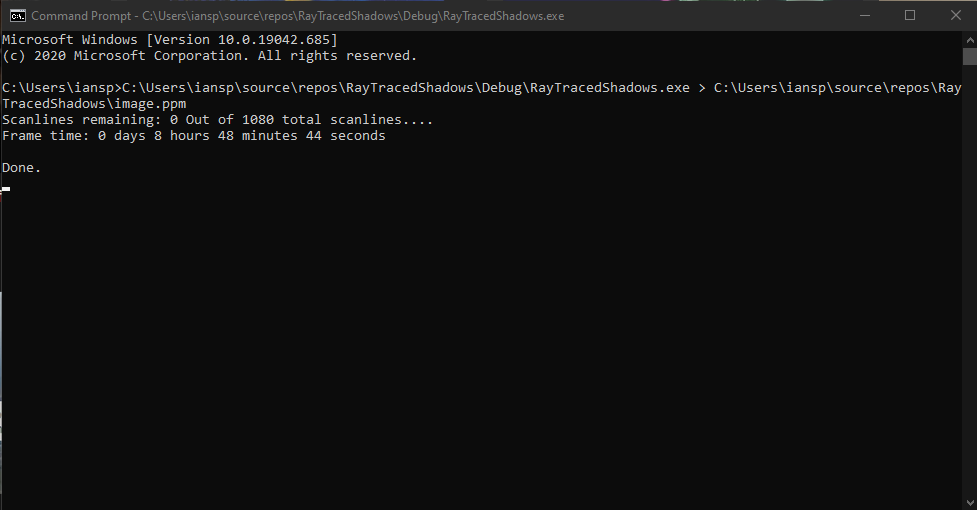 Command Prompt - C:\Users\iansp\source\repos\RayTracedShadows\Debug\RayTracedShadows.exe
Microsoft Windows [Version 10.0.19042.685]
(c) 2020 Microsoft Corporation. All rights reserved.
C:\Users\iansp>C:\Users\iansp\source\repos\RayTracedShadows\Debug\RayTracedShadows.exe > C:\Users\iansp\source\repos\Ray
TracedShadows\image.ppm
Scanlines remaining: 0 Out of 1080 total scanlines....
Frame time: 0 days 8 hours 48 minutes 44 seconds
Done.